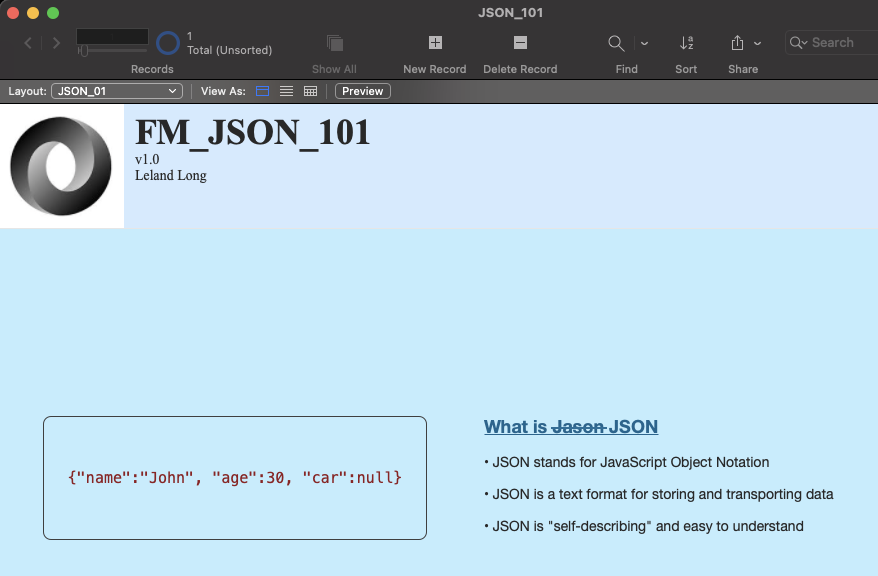 JSON_101
1
Total (Unsorted)
Records
Show All
New Record
Delete Record
Find
Sort
Share
Search
Layout: JSON_01
View As:
Preview
FM_JSON_101
v1.0
Leland Long
{"name":"John", "age":30, "car":null}
What is Jason JSON
• JSON stands for JavaScript Object Notation
• JSON is a text format for storing and transporting data
• JSON is "self-describing" and easy to understand